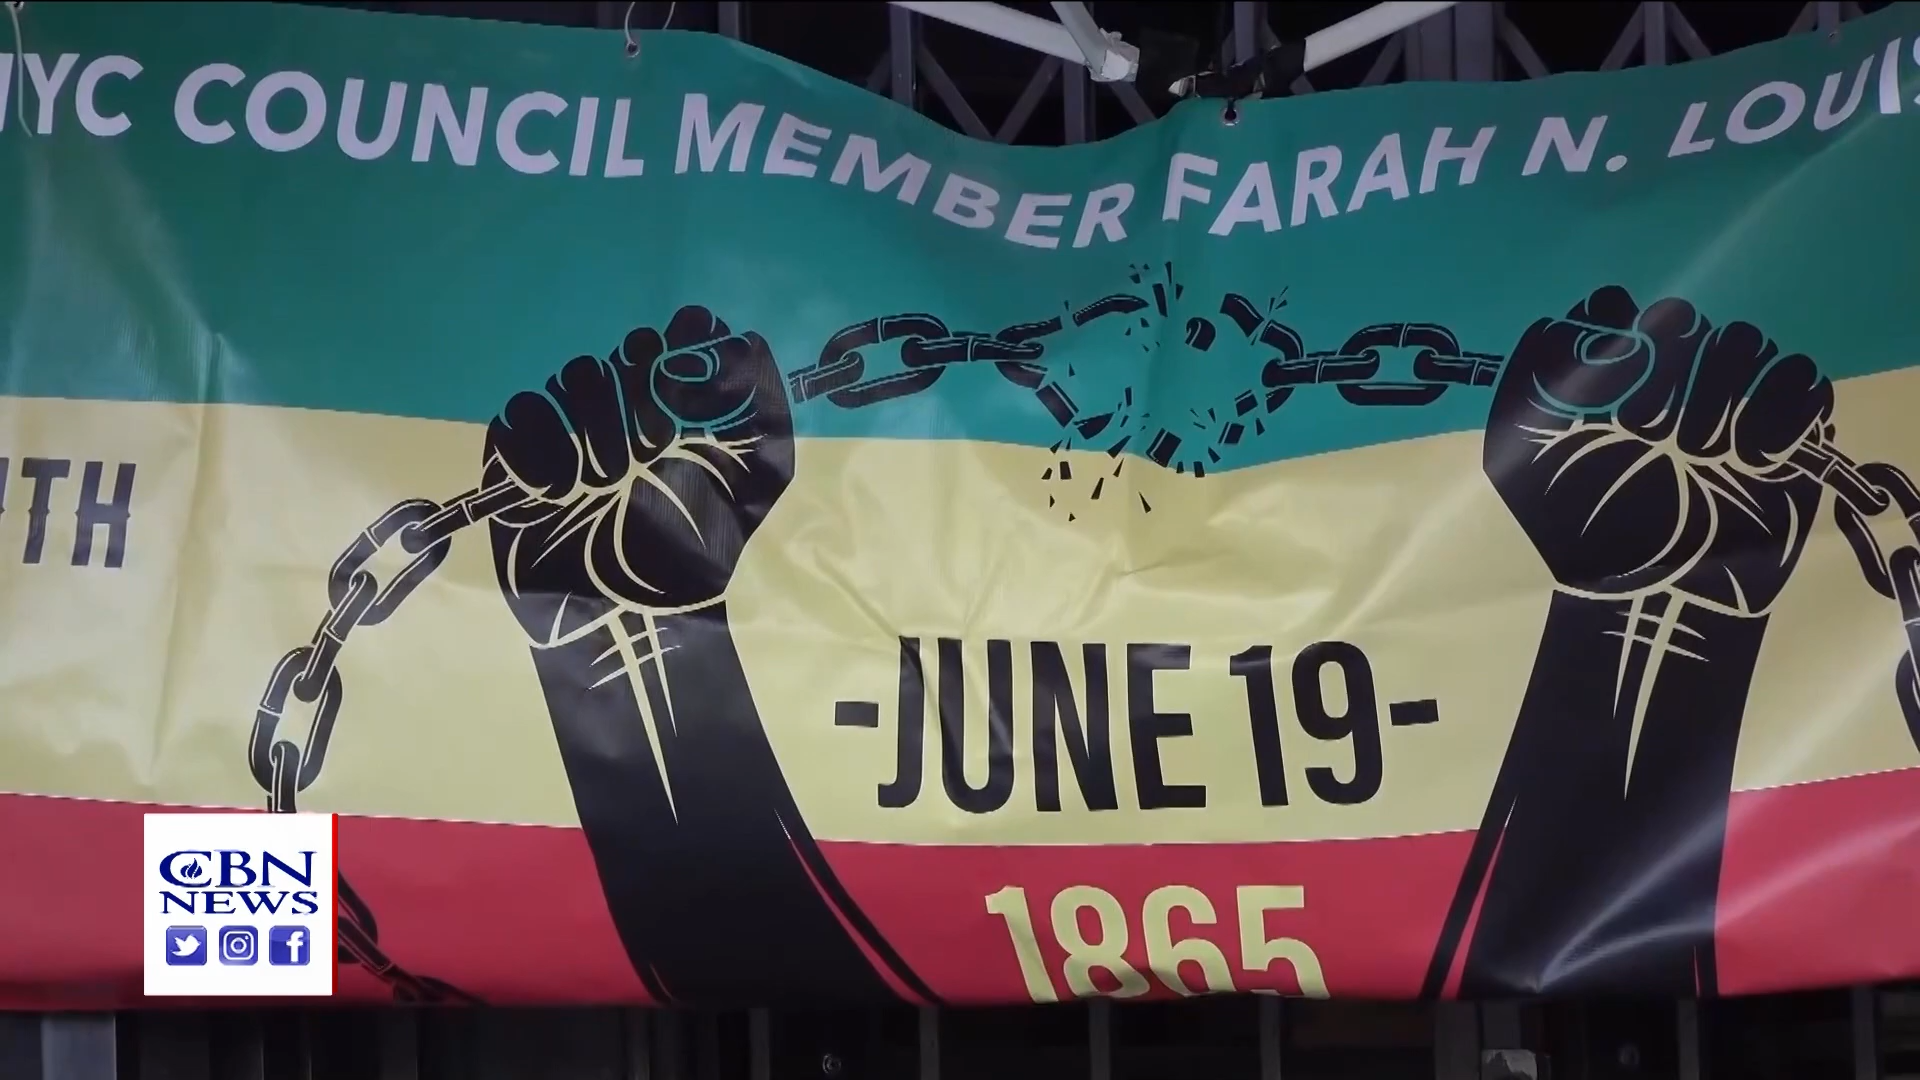 NYC COUNCIL MEMBER FARAH N. LOUIS
TH
-JUNE 19-
1865
CBN
NEWS